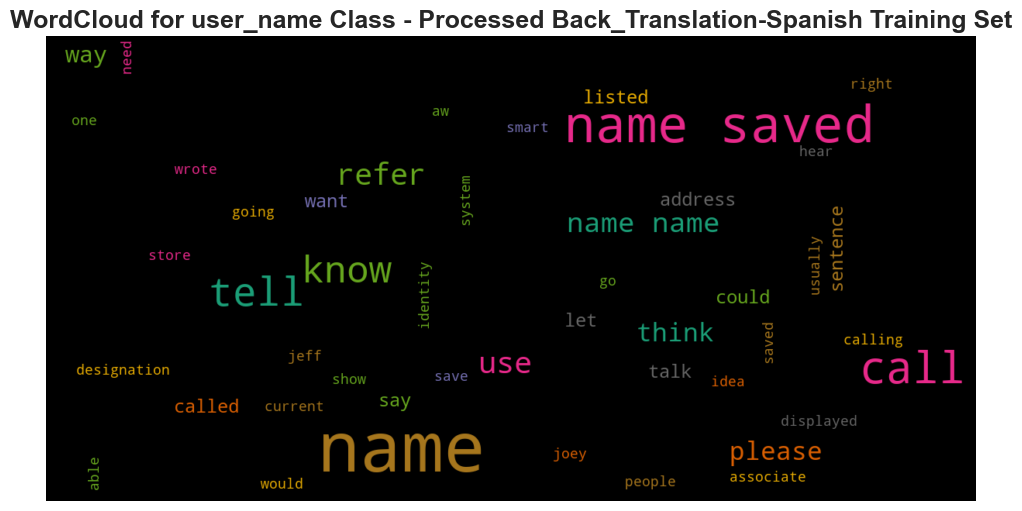 WordCloud for user_name Class - Processed Back_Translation-Spanish Training Set
way
need
right
listed
one
aw
smart
name saved
hear
wrote
refer
want
system
address
going
name name
sentence
usually
store
know
tell
identity
go
could
let
think
saved
calling
designation
jeff
show
save
use
talk
idea
call
called
current
say
displayed
name
joey
please
able
would
people
associate